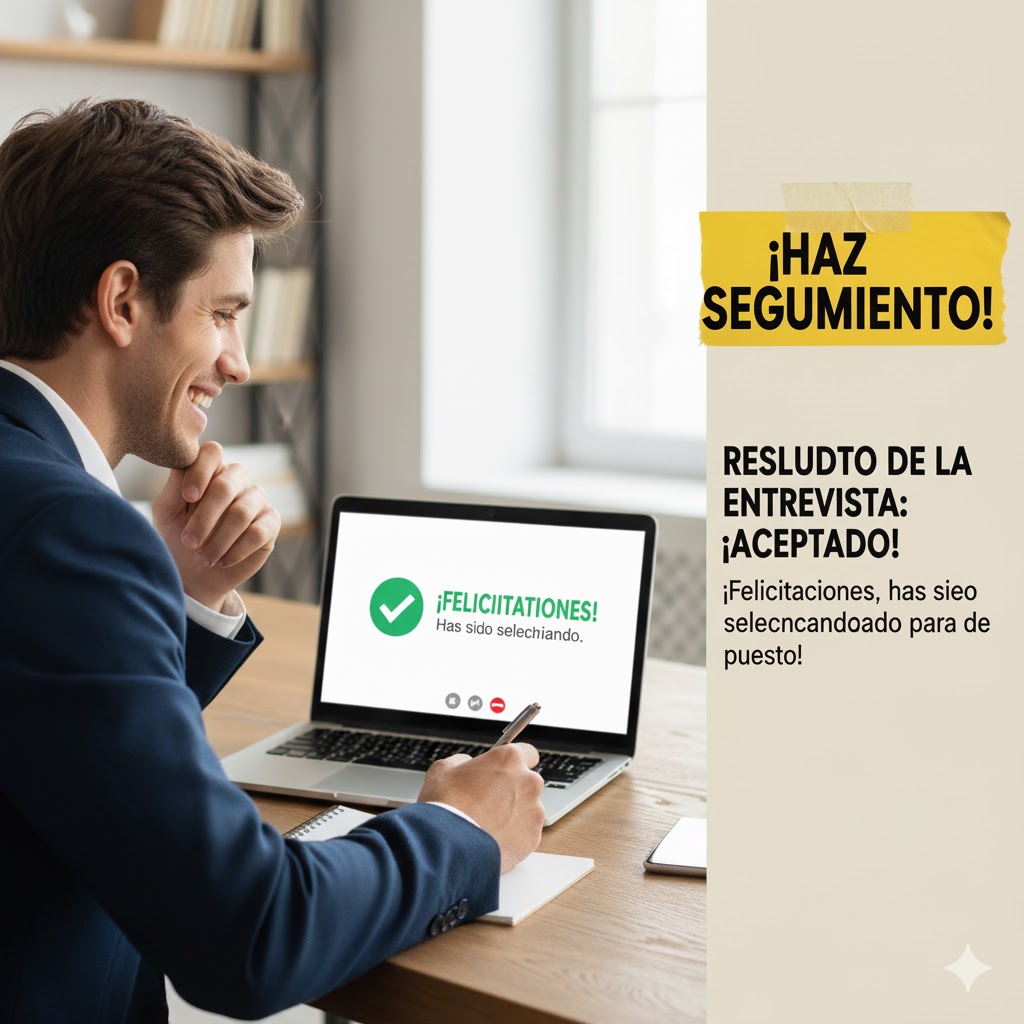 ¡HAZ
SEGUMIENTO!
RESLUDTO DE LA
ENTREVISTA:
¡ACEPTADO!
¡Felicitaciones, has sieo
selecncandoado para de
puesto!
¡FELICIITATIONES!
Has sido selechiando.